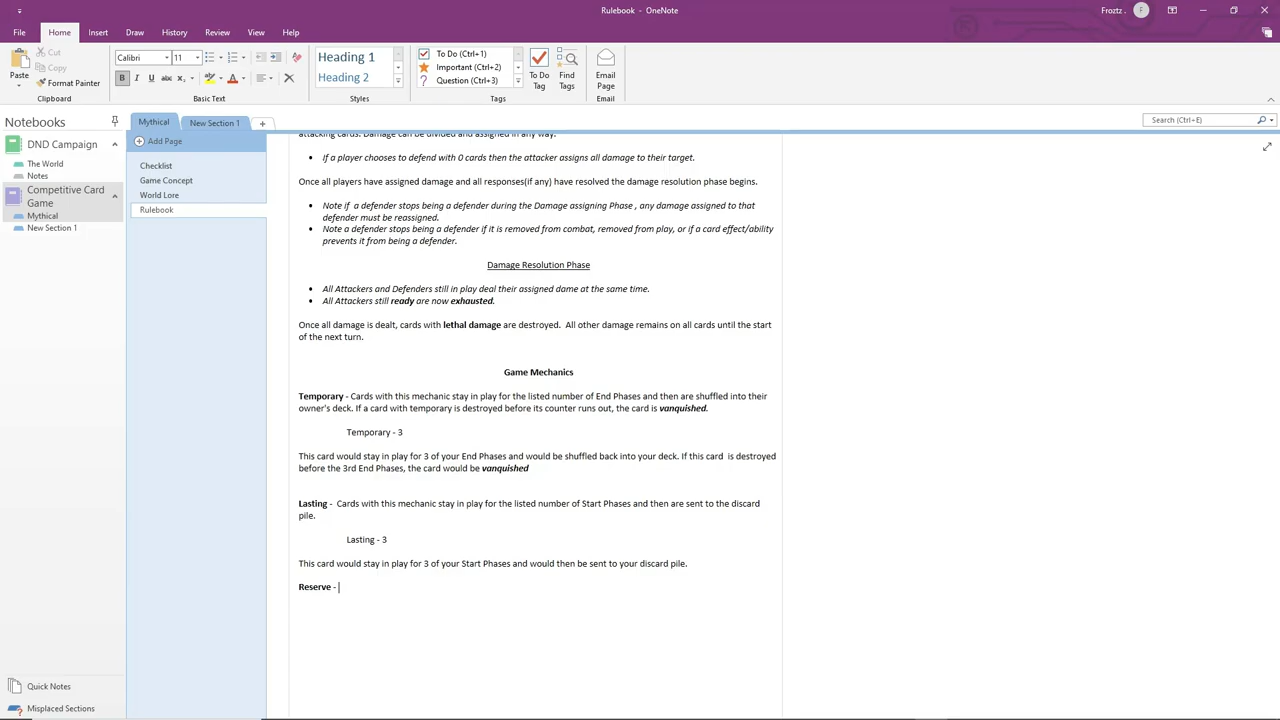 Rulebook - OneNote
Froztz .
F
File
Home
Insert
Draw
History
Review
View
Help
Paste
Cut
Copy
Format Painter
Clipboard
Calibri
11
B I U abc x₂
A
Basic Text
Heading 1
Heading 2
Styles
To Do (Ctrl+1)
Important (Ctrl+2)
? Question (Ctrl+3)
To Do
Tag
Find
Tags
Tags
Email
Page
Email
Notebooks
Mythical
New Section 1
+
Search (Ctrl+E)
DND Campaign
The World
Notes
Competitive Card
Game
Mythical
New Section 1
Add Page
Checklist
Game Concept
World Lore
Rulebook
attacking cards. Damage can be divided and assigned in any way.
• If a player chooses to defend with 0 cards then the attacker assigns all damage to their target.
Once all players have assigned damage and all responses(if any) have resolved the damage resolution phase begins.
• Note if  a defender stops being a defender during the Damage assigning Phase , any damage assigned to that
defender must be reassigned.
• Note a defender stops being a defender if it is removed from combat, removed from play, or if a card effect/ability
prevents it from being a defender.
Damage Resolution Phase
• All Attackers and Defenders still in play deal their assigned dame at the same time.
• All Attackers still ready are now exhausted.
Once all damage is dealt, cards with lethal damage are destroyed.  All other damage remains on all cards until the start
of the next turn.
Game Mechanics
Temporary - Cards with this mechanic stay in play for the listed number of End Phases and then are shuffled into their
owner's deck. If a card with temporary is destroyed before its counter runs out, the card is vanquished.
Temporary - 3
This card would stay in play for 3 of your End Phases and would be shuffled back into your deck. If this card  is destroyed
before the 3rd End Phases, the card would be vanquished
Lasting -  Cards with this mechanic stay in play for the listed number of Start Phases and then are sent to the discard
pile.
Lasting - 3
This card would stay in play for 3 of your Start Phases and would then be sent to your discard pile.
Reserve -
Quick Notes
Misplaced Sections